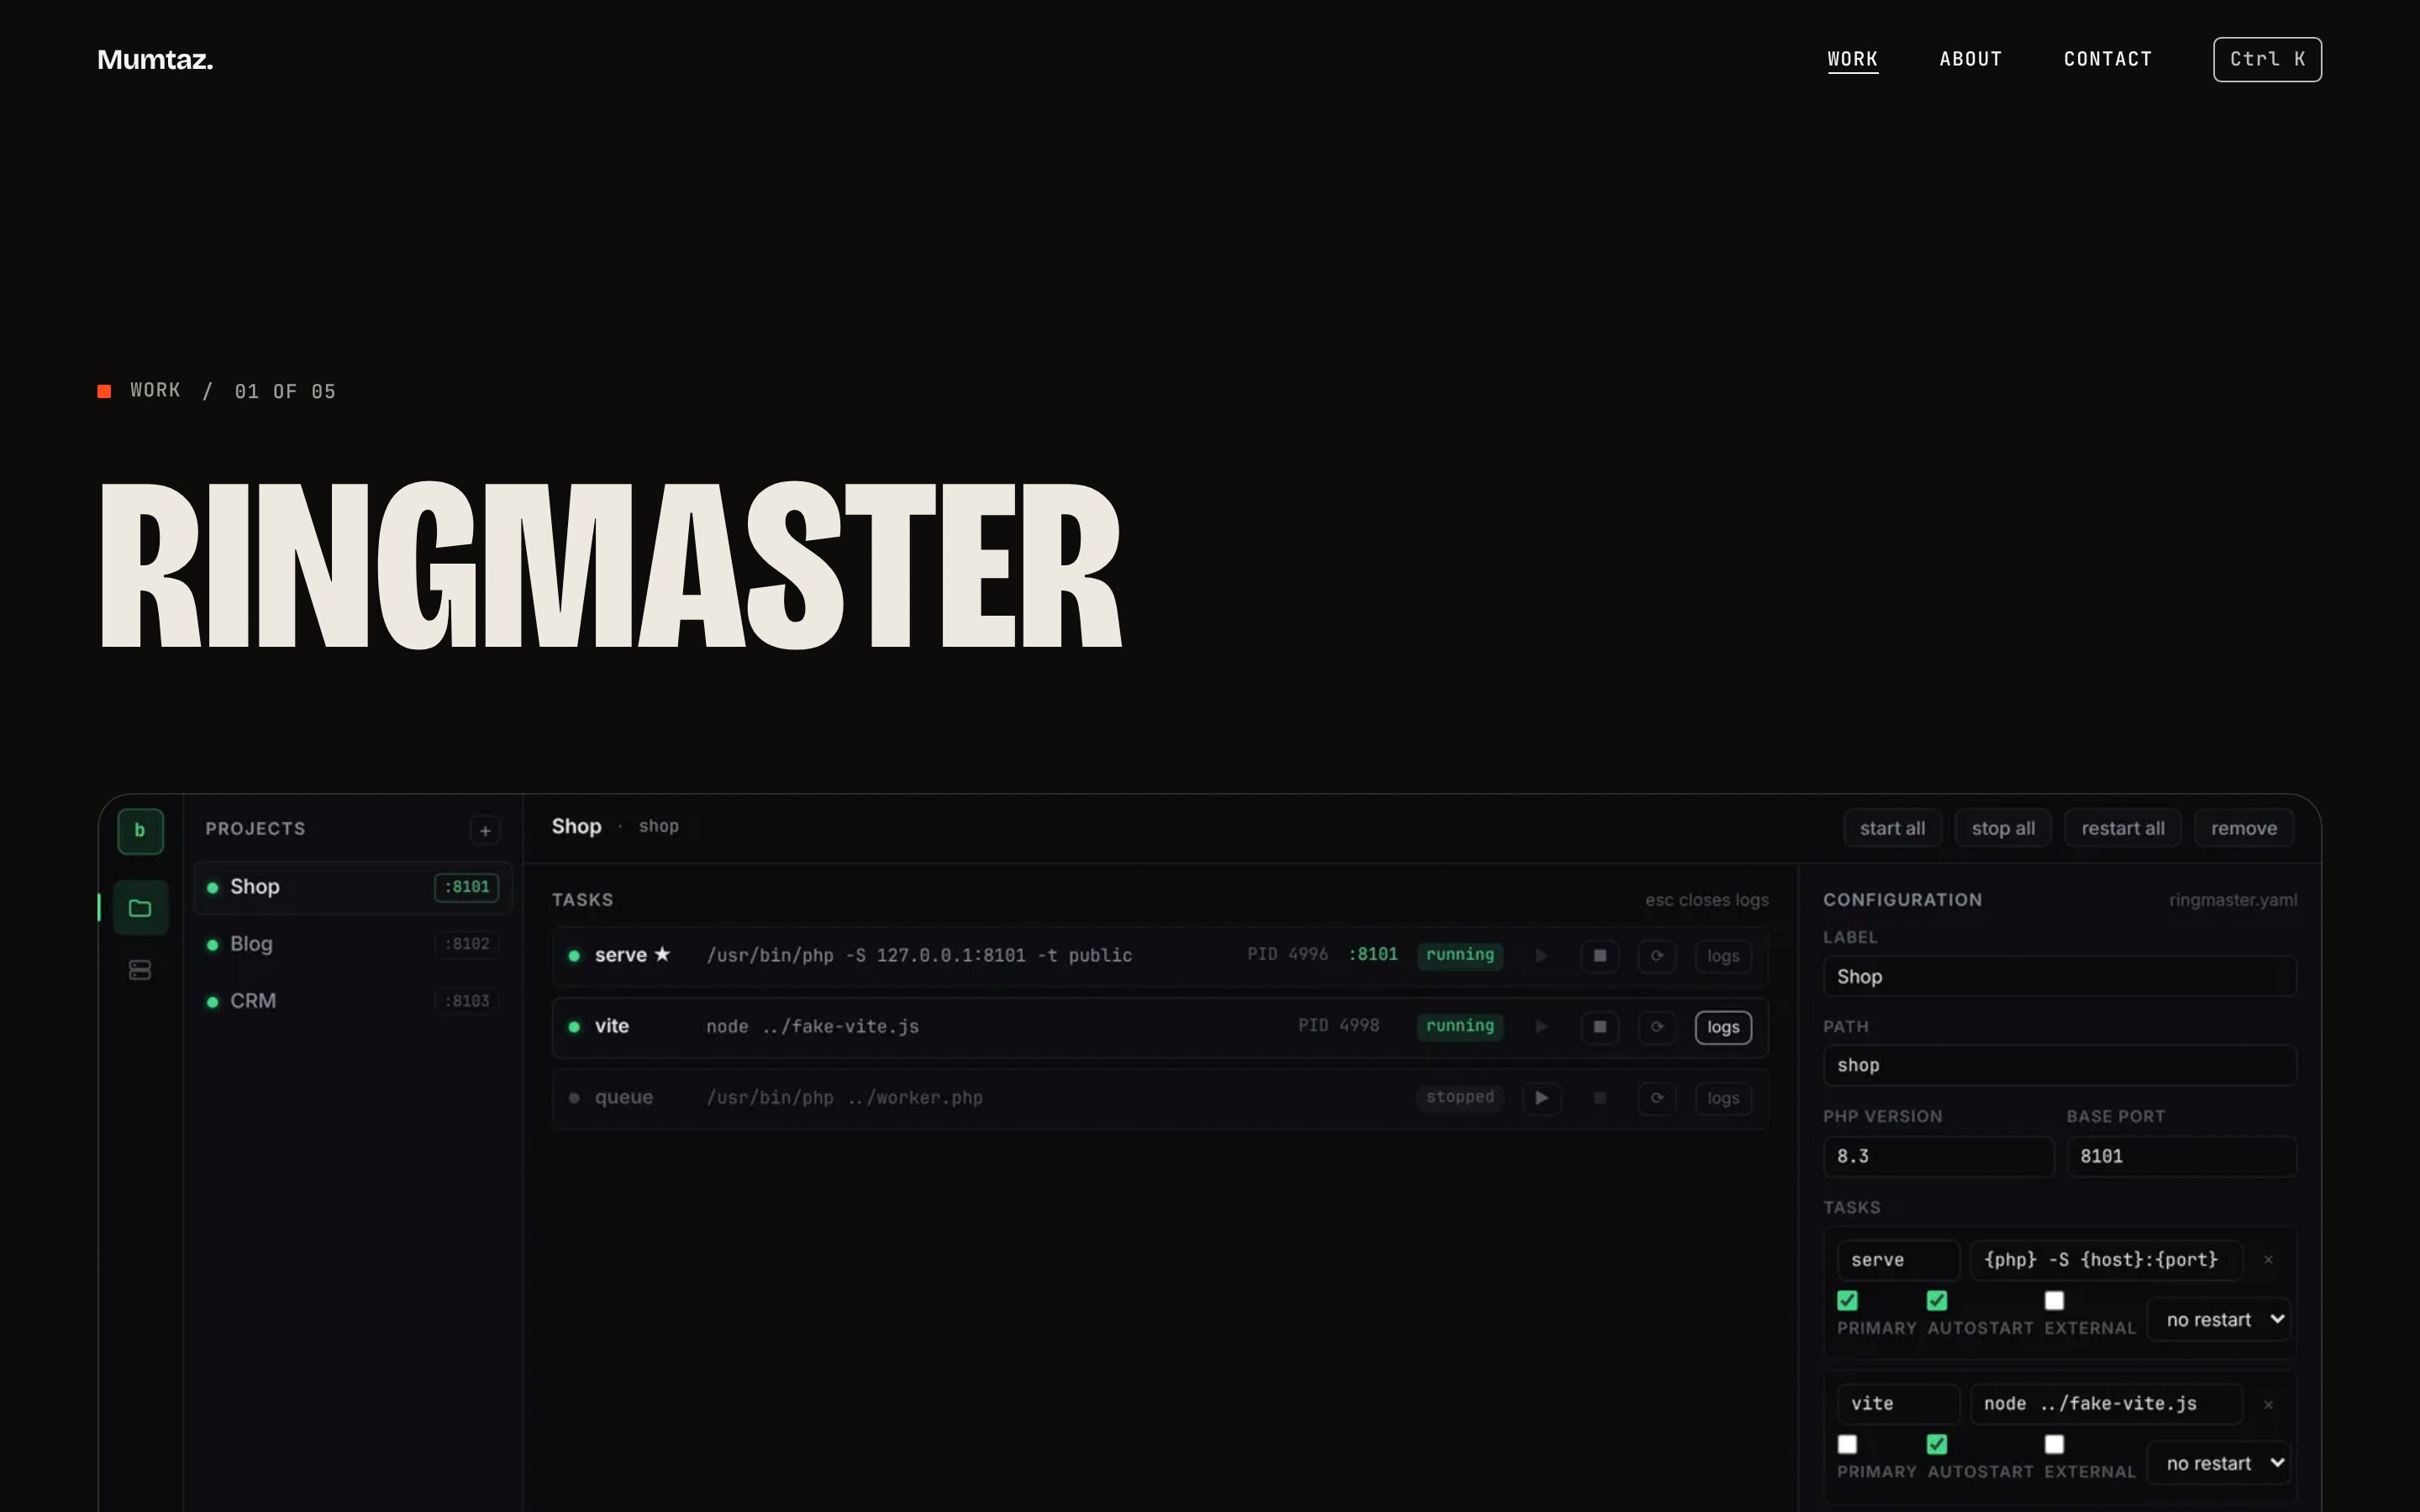 Mumtaz.
WORK ABOUT CONTACT Ctrl K
WORK / 01 OF 05
RINGMASTER
b
PROJECTS +
Shop :8101
Blog :8102
CRM :8103
Shop · shop
start all stop all restart all remove
TASKS esc closes logs
serve ★ /usr/bin/php -S 127.0.0.1:8101 -t public PID 4996 :8101 running logs
vite node ../fake-vite.js PID 4998 running logs
queue /usr/bin/php ../worker.php stopped logs
CONFIGURATION ringmaster.yaml
LABEL
Shop
PATH
shop
PHP VERSION BASE PORT
8.3 8101
TASKS
serve {php} -S {host}:{port} ×
PRIMARY AUTOSTART EXTERNAL no restart
vite node ../fake-vite.js ×
PRIMARY AUTOSTART EXTERNAL no restart